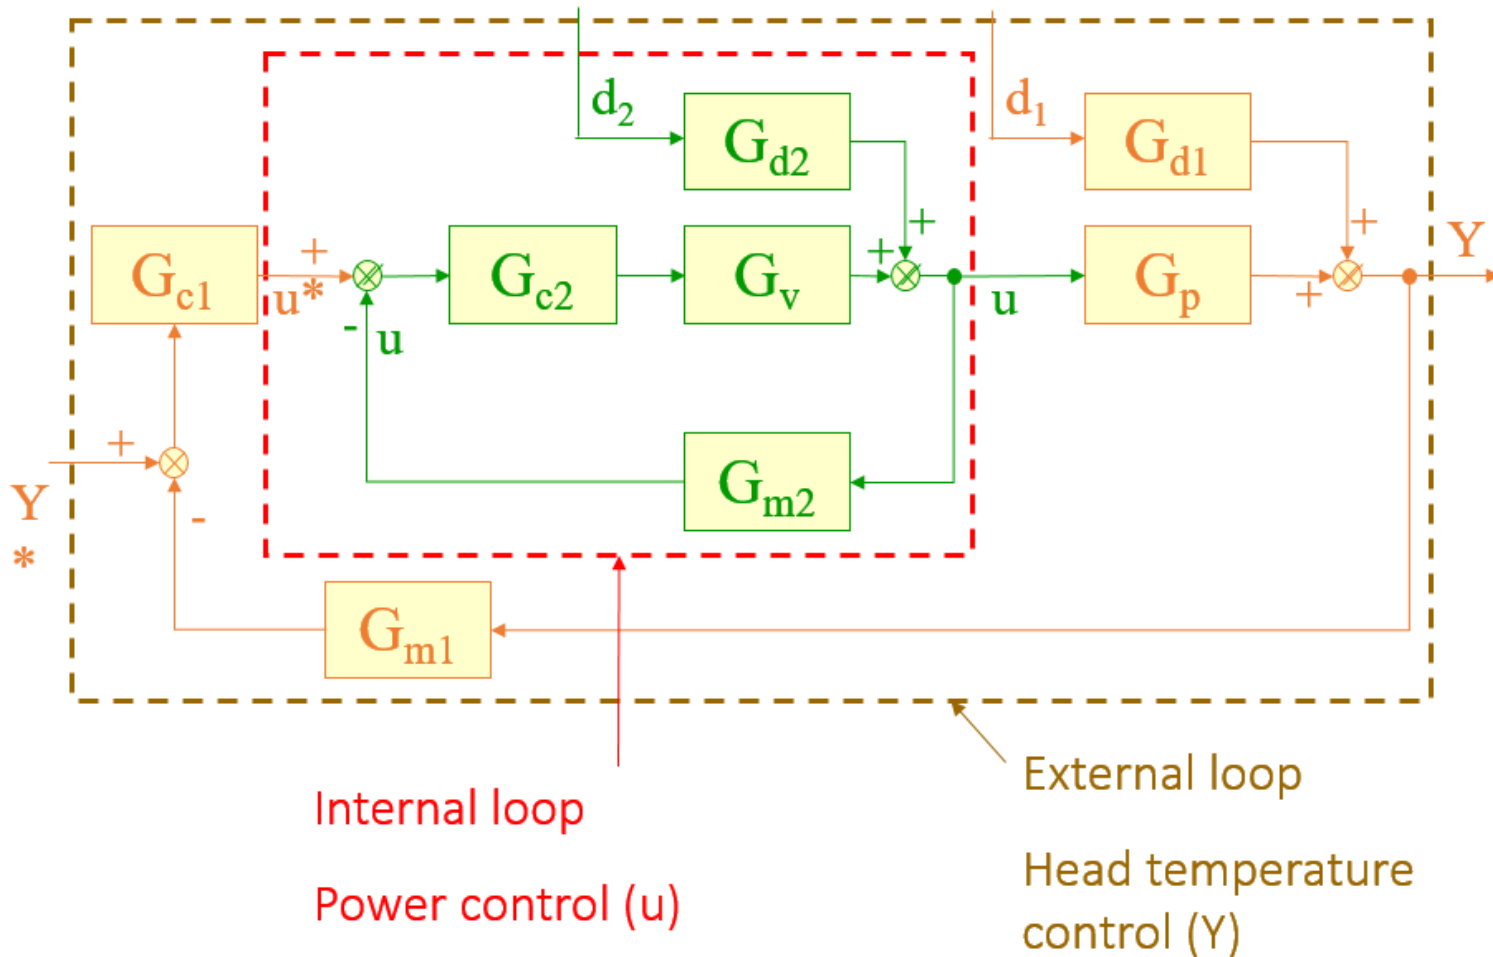 d2
Gd2
d1
Gd1
Gc1
+
u*
-
u
Gc2
Gv
+
+
u
Gp
+
+
Y
+
Y
*
-
Gm2
Gm1
Internal loop
Power control (u)
External loop
Head temperature
control (Y)